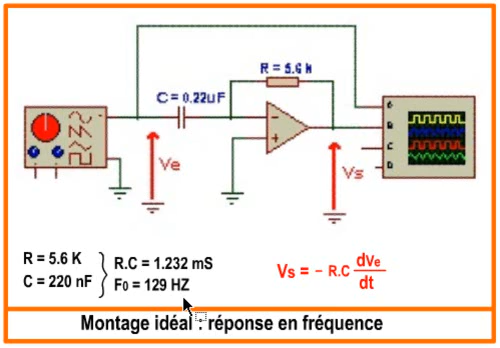 R = 5.6 K
C = 0.22uF
A
B
C
D
Ve
Vs
R = 5.6 K
C = 220 nF
R.C = 1.232 mS
F0 = 129 HZ
Vs = - R.C dVe
dt
Montage idéal : réponse en fréquence